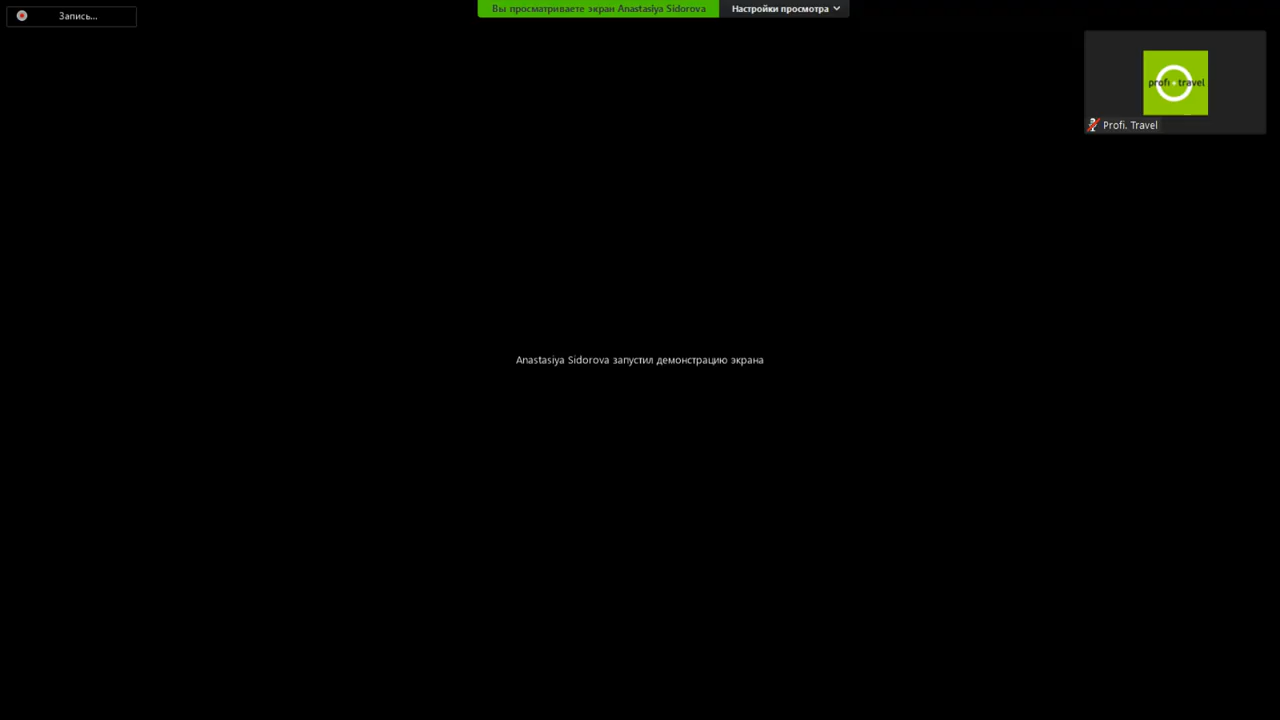 Запись...
Вы просматриваете экран Anastasiya Sidorova
Настройки просмотра
profi travel
Profi. Travel
Anastasiya Sidorova запустил демонстрацию экрана